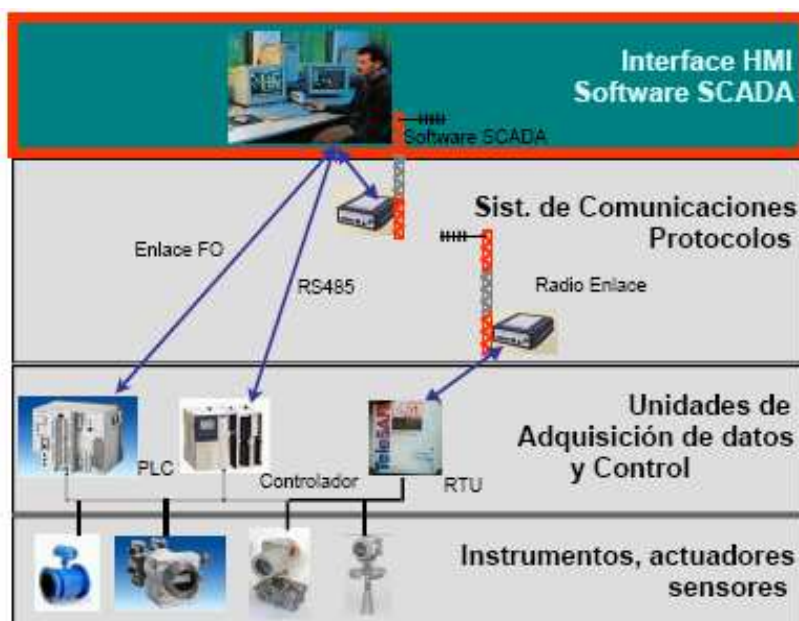 Interface HMI
Software SCADA
Software SCADA
Sist. de Comunicaciones
Protocolos
Enlace FO
RS485
Radio Enlace
Unidades de
Adquisición de datos
y Control
PLC
Controlador
RTU
TeleSAFE
Instrumentos, actuadores
sensores